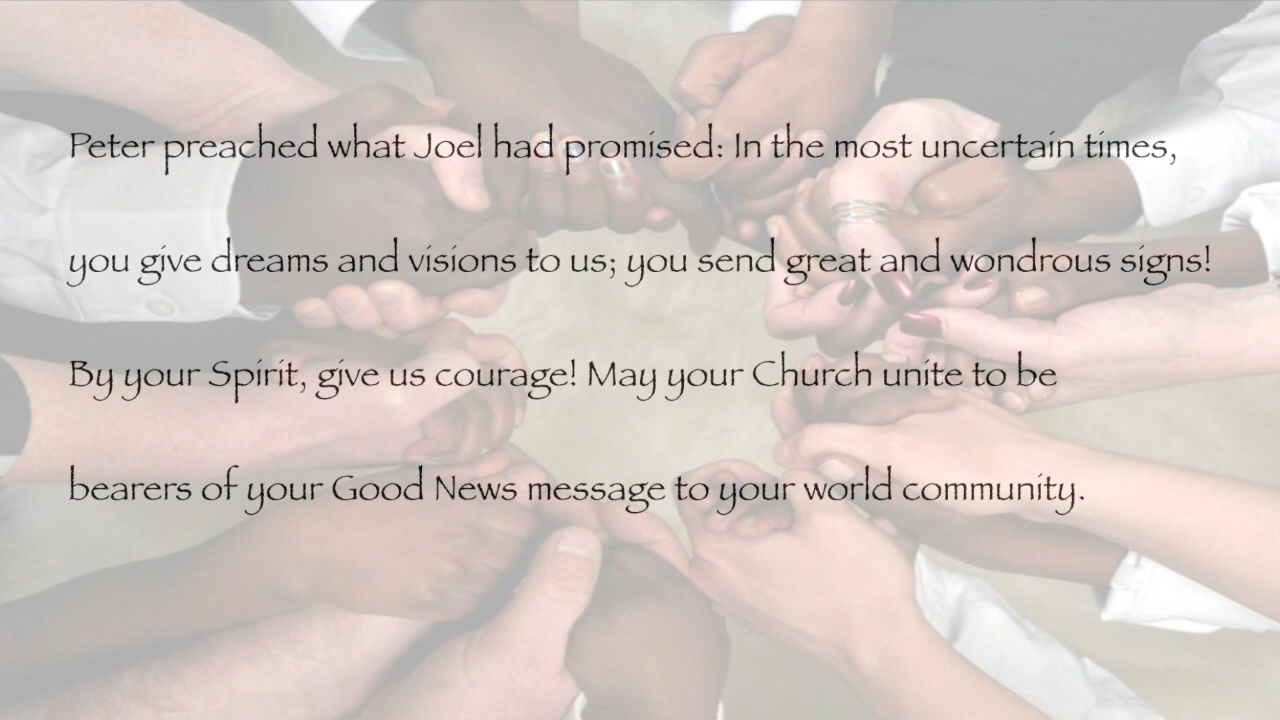 Peter preached what Joel had promised: In the most uncertain times,
you give dreams and visions to us; you send great and wondrous signs!
By your Spirit, give us courage! May your Church unite to be
bearers of your Good News message to your world community.